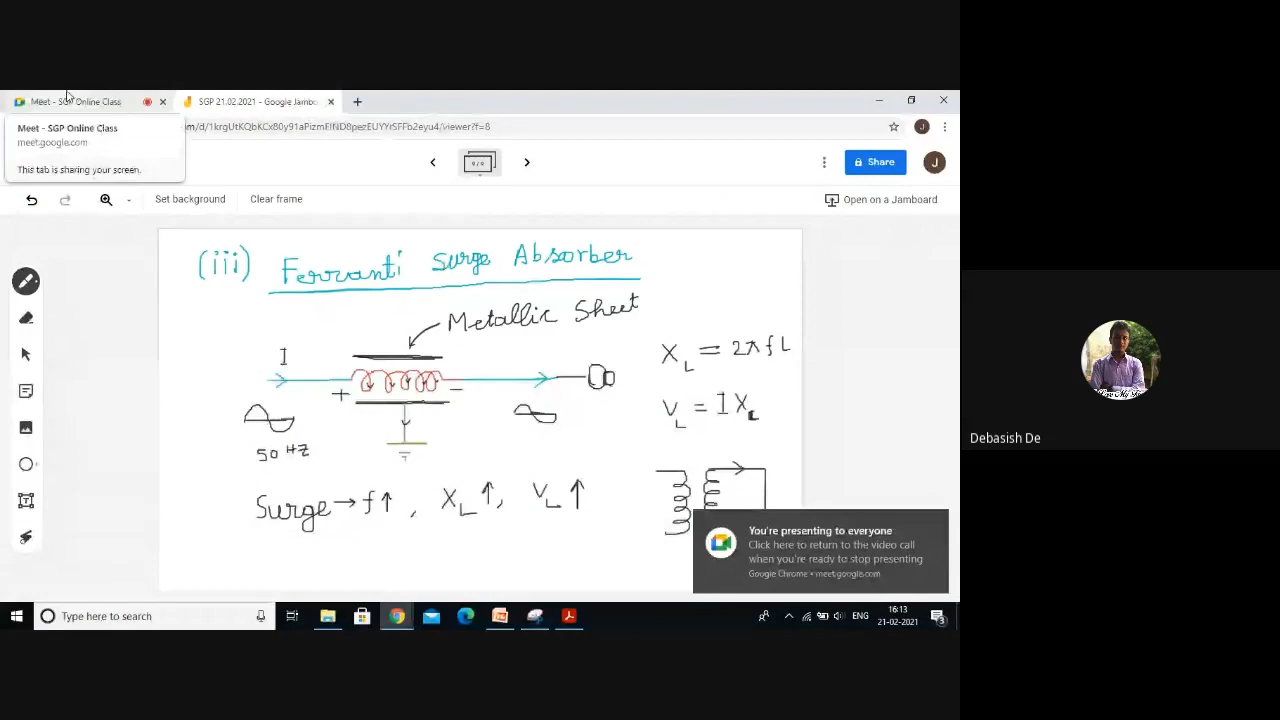 Meet - SGP Online Class
SGP 21.02.2021 - Google Jambo
Meet - SGP Online Class
meet.google.com
This tab is sharing your screen.
Share
J
Set background
Clear frame
Open on a Jamboard
(iii) Ferranti Surge Absorber
Metallic Sheet
I
+ -
50 HZ
X_L = 2πfL
V_L = I X_L
Surge → f↑, X_L↑, V_L↑
You're presenting to everyone
Click here to return to the video call
when you're ready to stop presenting
Google Chrome • meet.google.com
Debasish De
Type here to search
ENG
16:13
21-02-2021